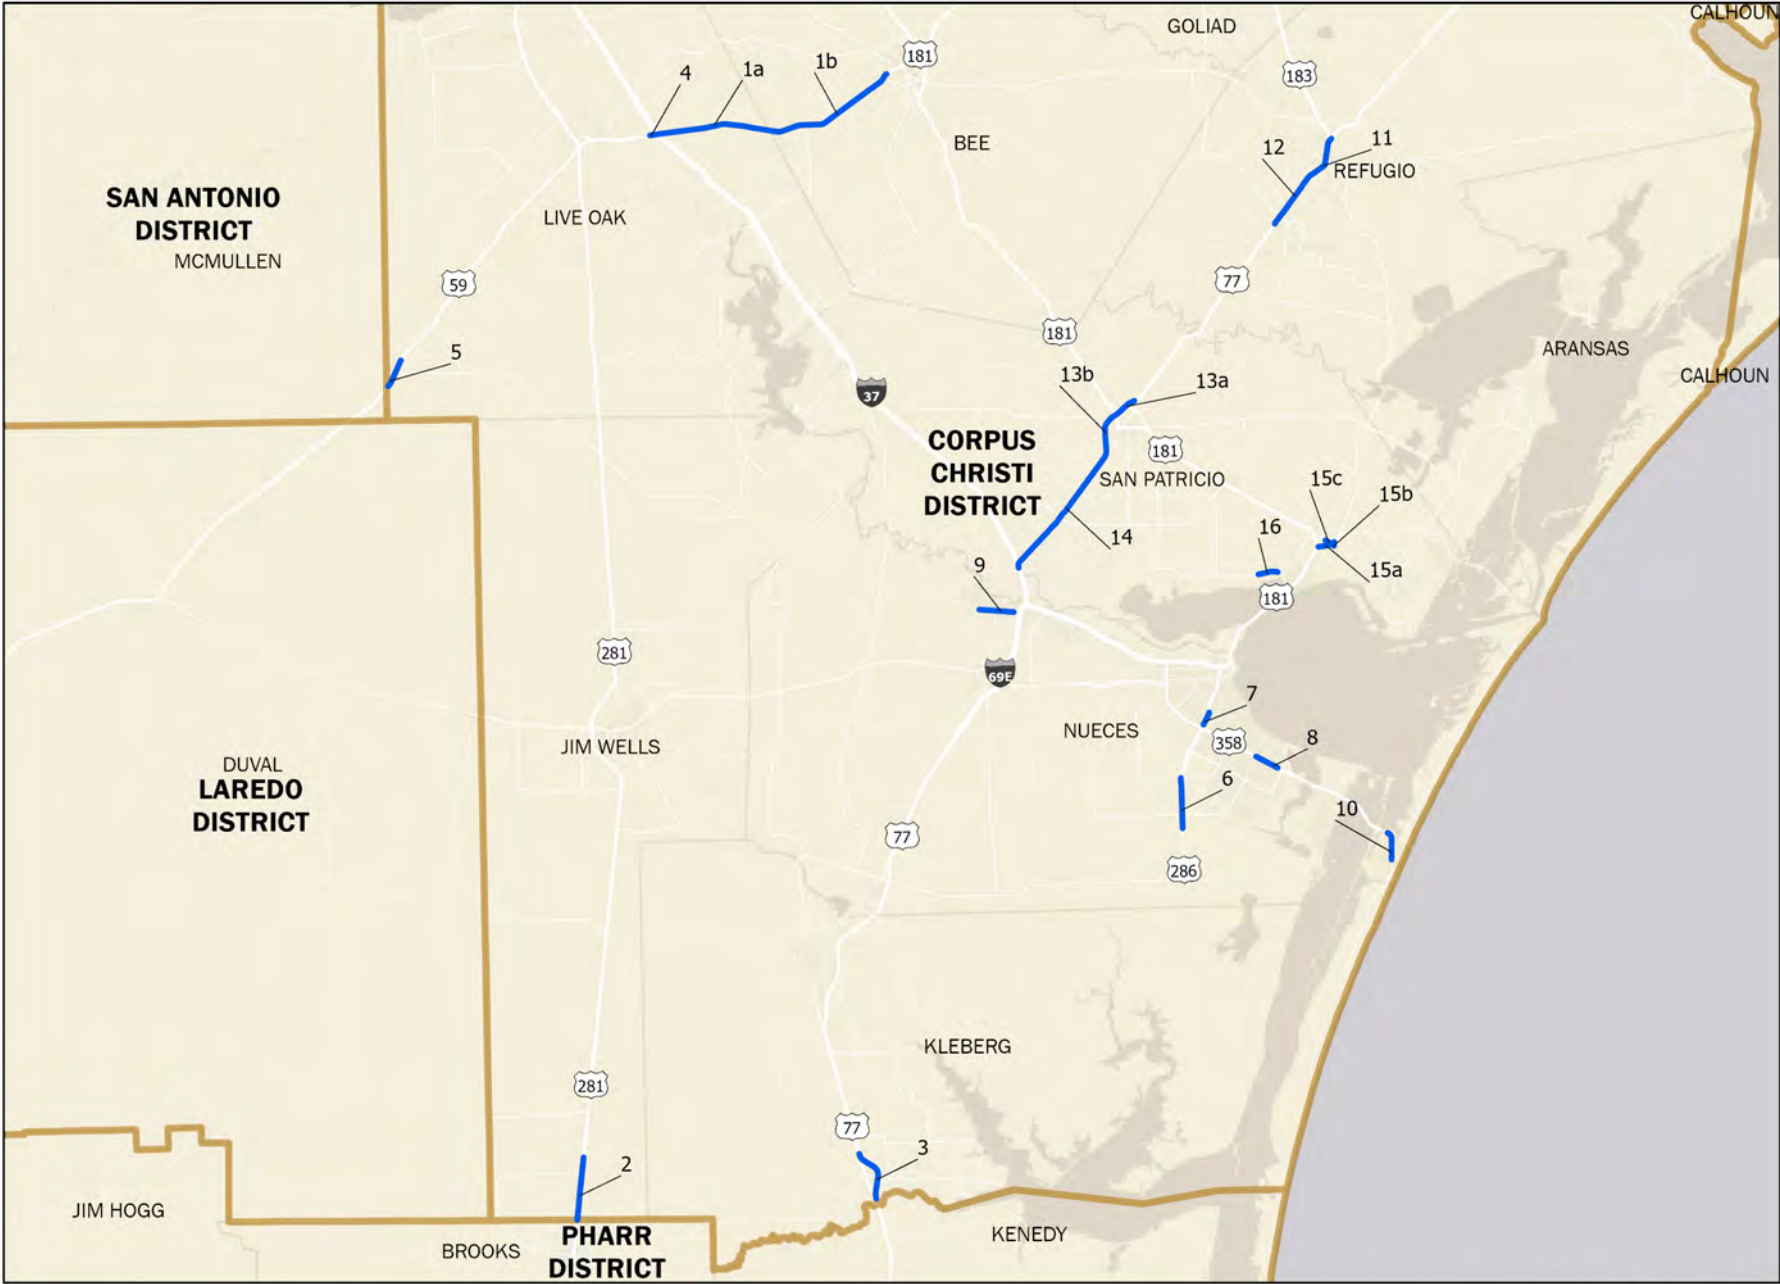 CALHOUN
GOLIAD
181
183
4
1a
1b
BEE
12
11
REFUGIO
SAN ANTONIO
DISTRICT
MCMULLEN
LIVE OAK
59
77
181
5
ARANSAS
CALHOUN
37
13b
13a
CORPUS
CHRISTI
DISTRICT
181
SAN PATRICIO
15c
15b
14
16
15a
9
181
281
69E
7
NUECES
358
8
JIM WELLS
DUVAL
LAREDO
DISTRICT
6
10
77
286
KLEBERG
281
77
3
2
JIM HOGG
BROOKS
PHARR
DISTRICT
KENEDY